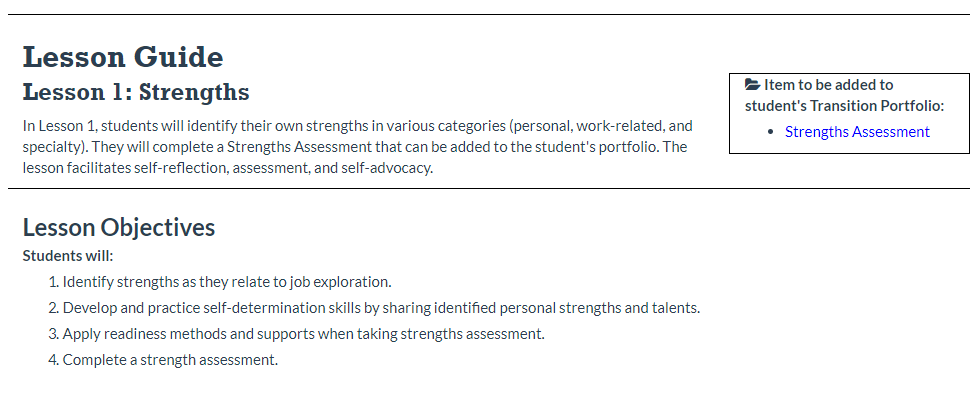 Lesson Guide
Lesson 1: Strengths
In Lesson 1, students will identify their own strengths in various categories (personal, work-related, and
specialty). They will complete a Strengths Assessment that can be added to the student's portfolio. The
lesson facilitates self-reflection, assessment, and self-advocacy.
Item to be added to
student's Transition Portfolio:
• Strengths Assessment
Lesson Objectives
Students will:
1. Identify strengths as they relate to job exploration.
2. Develop and practice self-determination skills by sharing identified personal strengths and talents.
3. Apply readiness methods and supports when taking strengths assessment.
4. Complete a strength assessment.